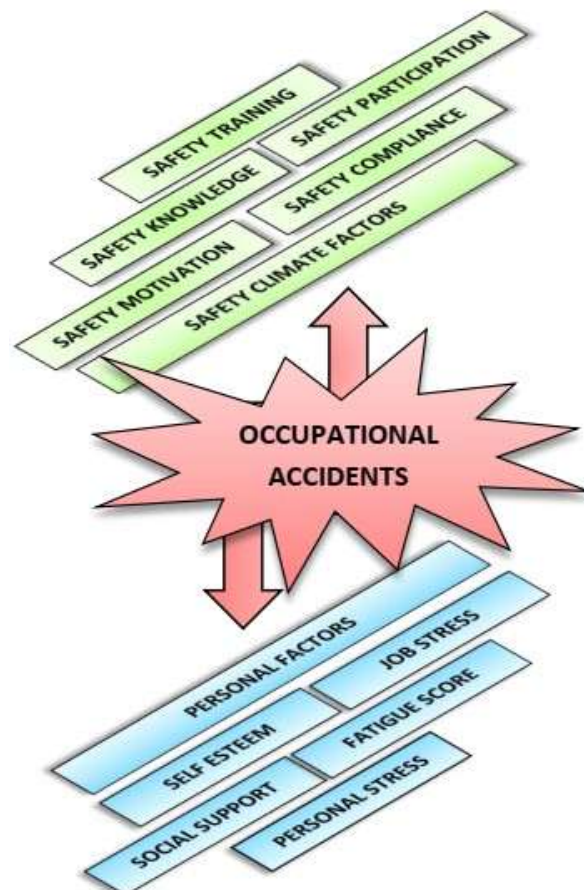 SAFETY TRAINING
SAFETY PARTICIPATION
SAFETY KNOWLEDGE
SAFETY COMPLIANCE
SAFETY MOTIVATION
SAFETY CLIMATE FACTORS
OCCUPATIONAL
ACCIDENTS
PERSONAL FACTORS
JOB STRESS
SELF ESTEEM
FATIGUE SCORE
SOCIAL SUPPORT
PERSONAL STRESS